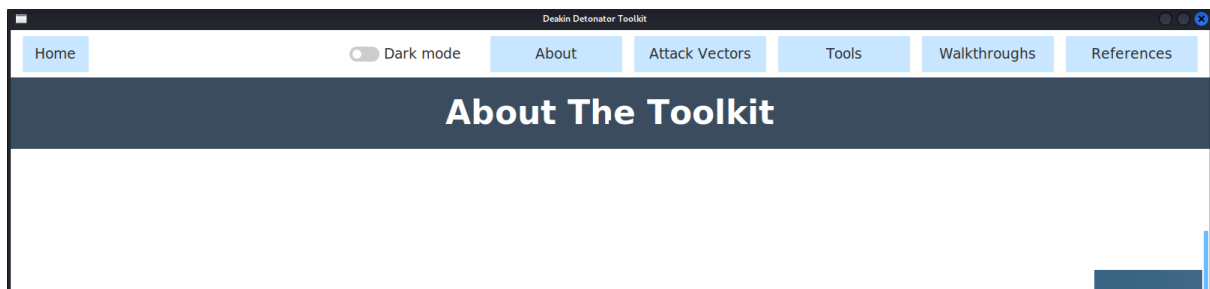 Deakin Detonator Toolkit
Home Dark mode About Attack Vectors Tools Walkthroughs References
About The Toolkit